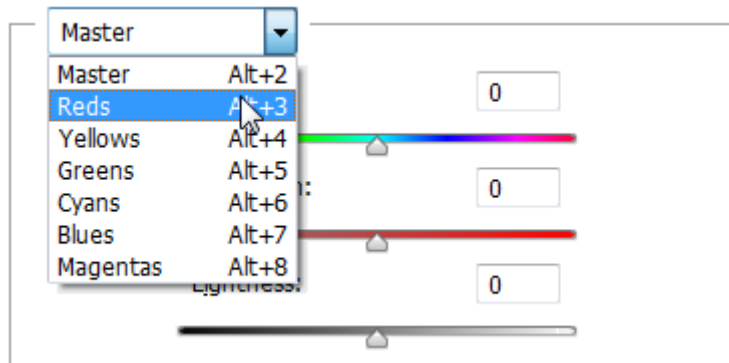 Master
Master Alt+2
Reds Alt+3
0
Yellows Alt+4
Greens Alt+5
0
Cyans Alt+6
Blues Alt+7
Magentas Alt+8
Lightness:
0